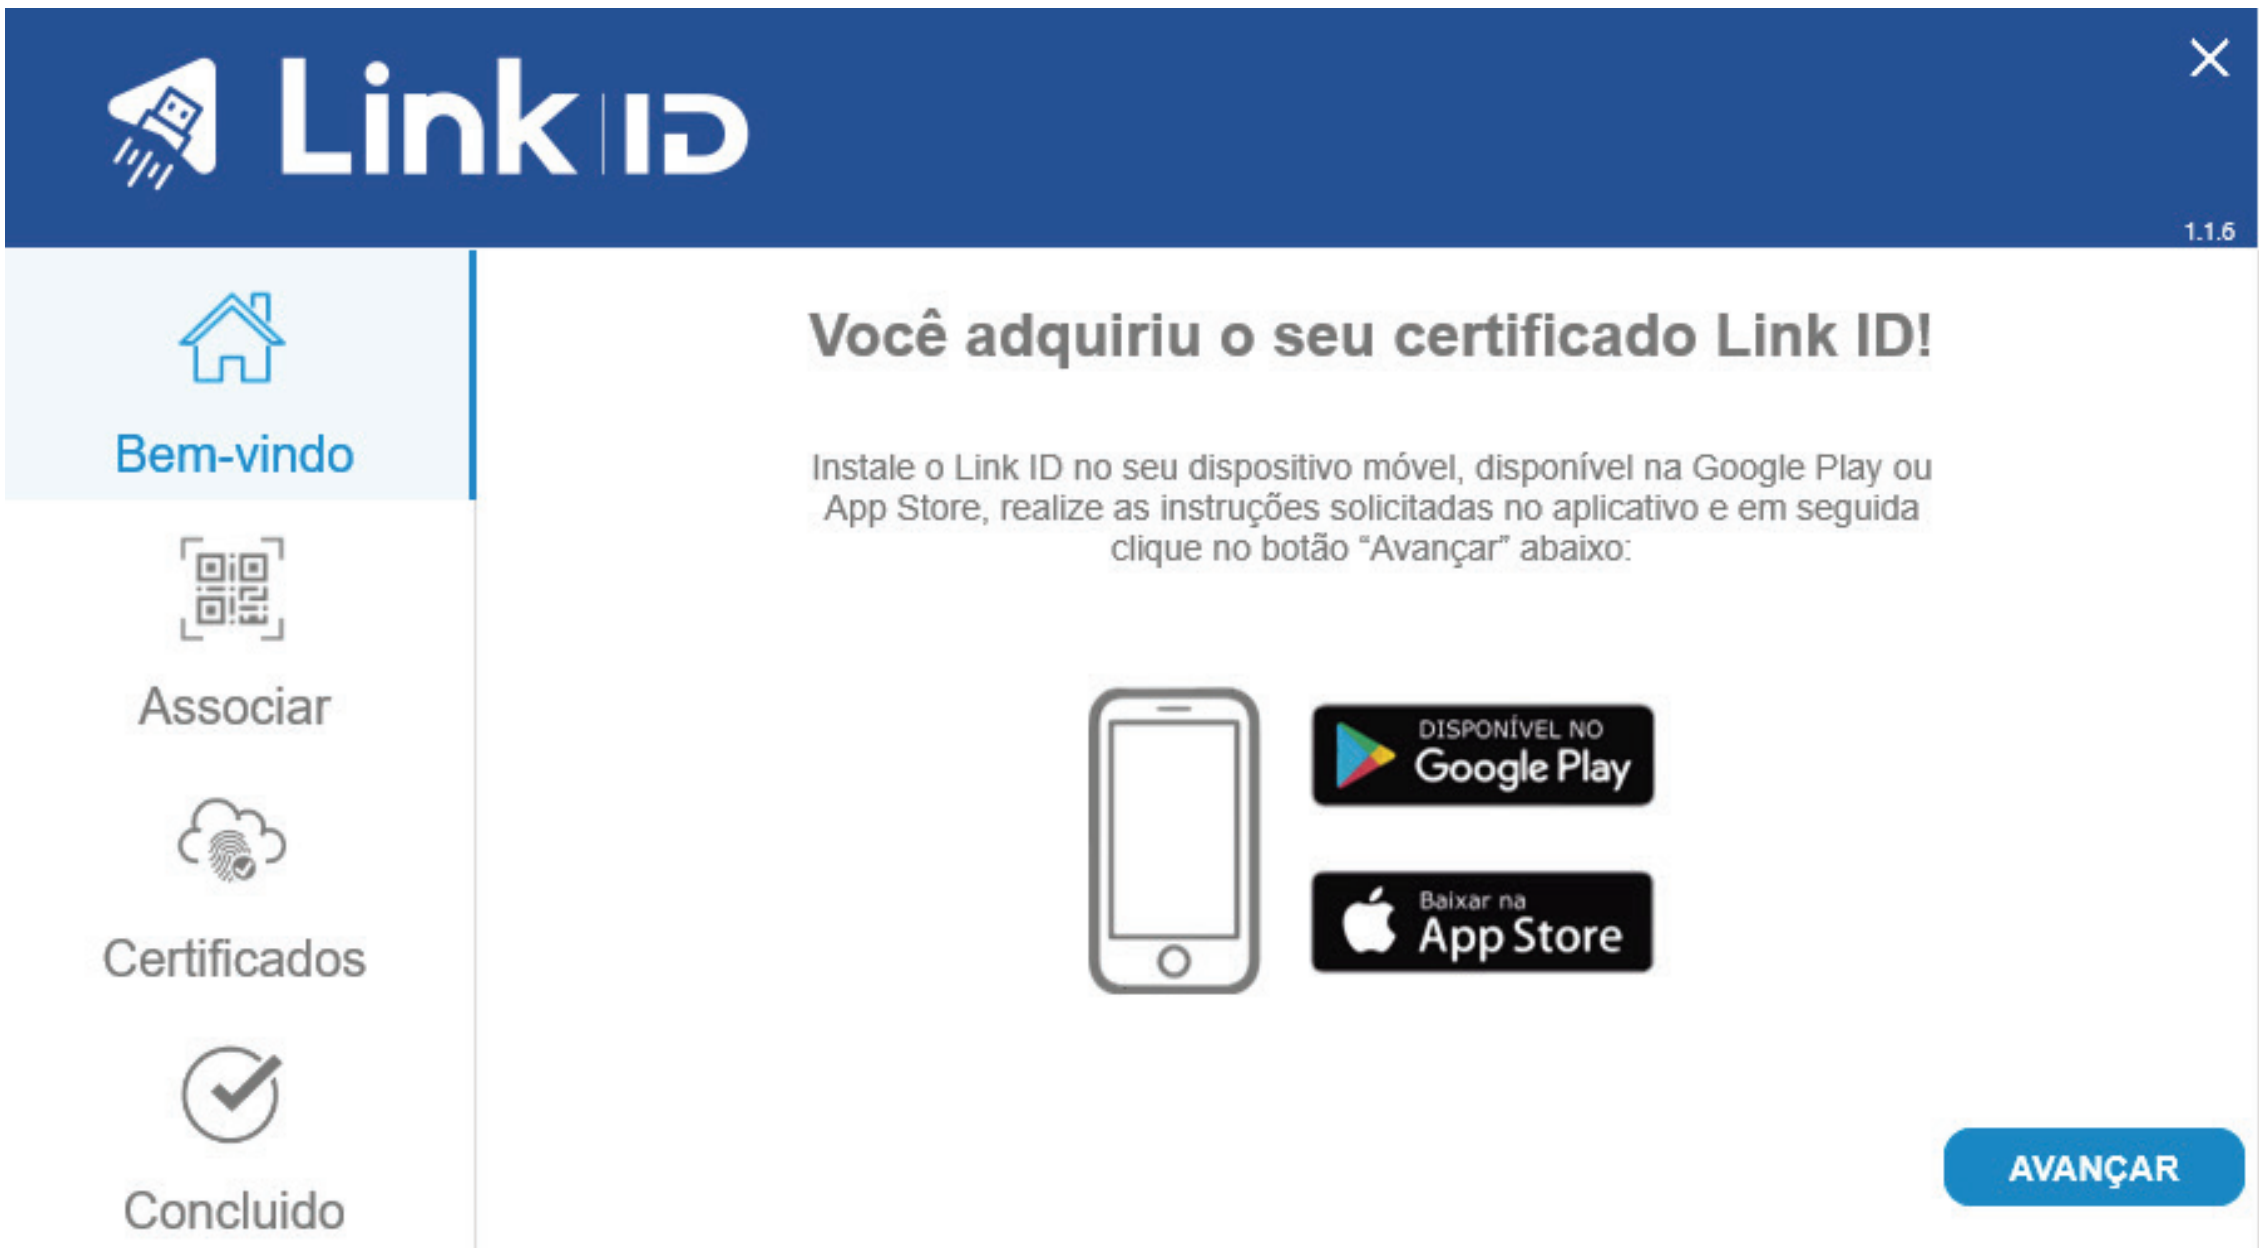 Link ID
1.1.6
Bem-vindo
Associar
Certificados
Concluido
Você adquiriu o seu certificado Link ID!
Instale o Link ID no seu dispositivo móvel, disponível na Google Play ou
App Store, realize as instruções solicitadas no aplicativo e em seguida
clique no botão “Avançar” abaixo:
DISPONÍVEL NO
Google Play
Baixar na
App Store
AVANÇAR